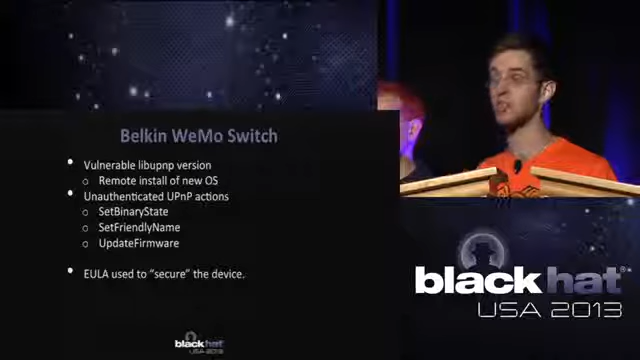 Belkin WeMo Switch
• Vulnerable libupnp version
o Remote install of new OS
• Unauthenticated UPnP actions
o SetBinaryState
o SetFriendlyName
o UpdateFirmware
• EULA used to "secure" the device.
black hat
USA 2013
black hat®
USA 2013